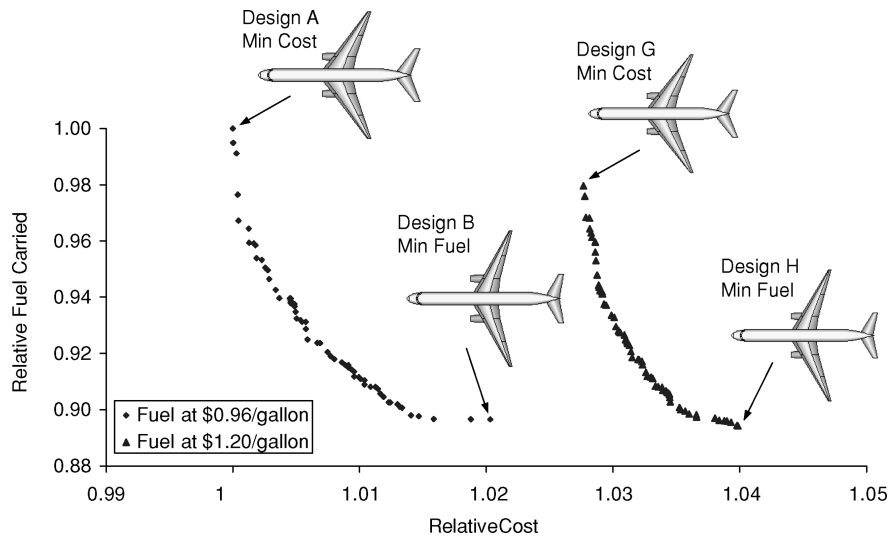 Design A
Min Cost
Design G
Min Cost
1.00
0.98
0.96
0.94
0.92
0.90
0.88
Relative Fuel Carried
Design B
Min Fuel
Design H
Min Fuel
Fuel at $0.96/gallon
Fuel at $1.20/gallon
0.99
1
1.01
1.02
1.03
1.04
1.05
RelativeCost